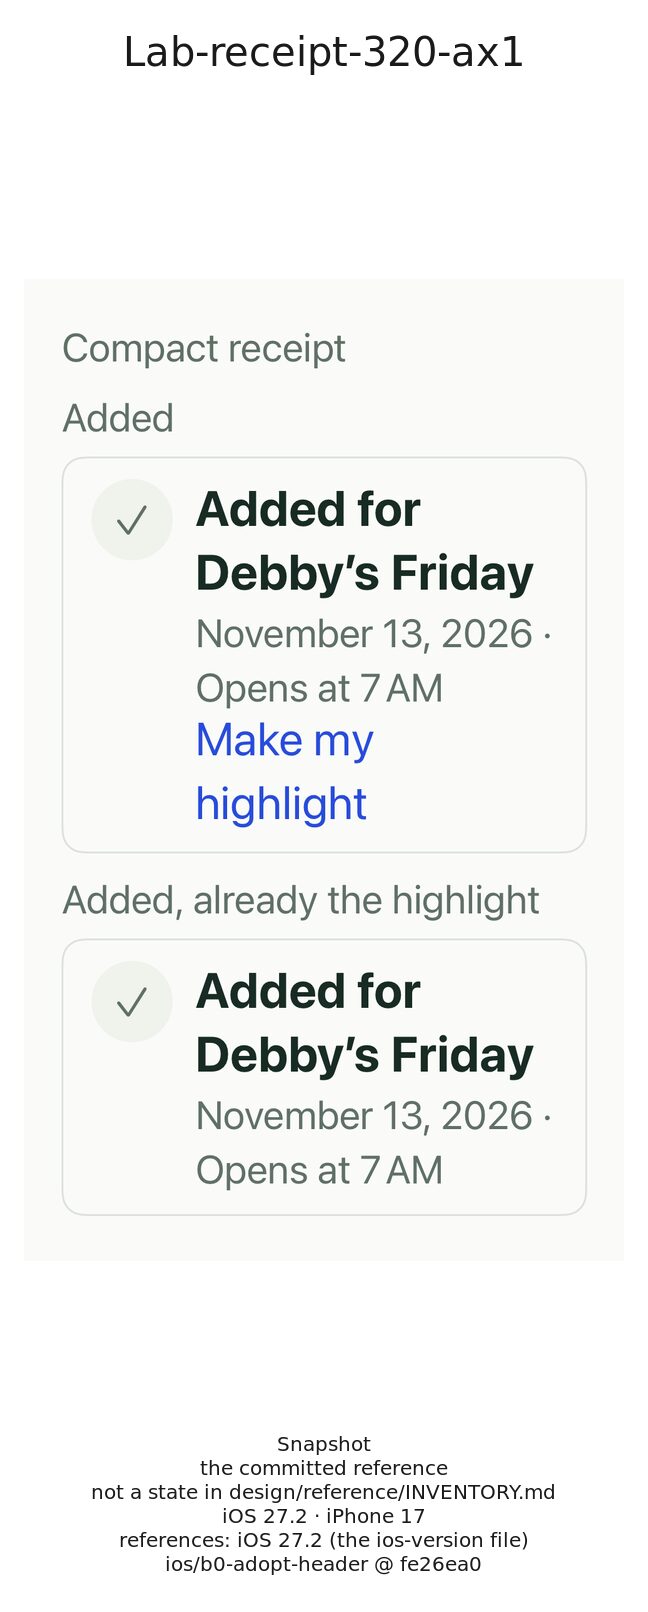 Lab-receipt-320-ax1
Compact receipt
Added
Added for
Debby’s Friday
November 13, 2026 ·
Opens at 7 AM
Make my
highlight
Added, already the highlight
Added for
Debby’s Friday
November 13, 2026 ·
Opens at 7 AM
Snapshot
the committed reference
not a state in design/reference/INVENTORY.md
iOS 27.2 · iPhone 17
references: iOS 27.2 (the ios-version file)
ios/b0-adopt-header @ fe26ea0